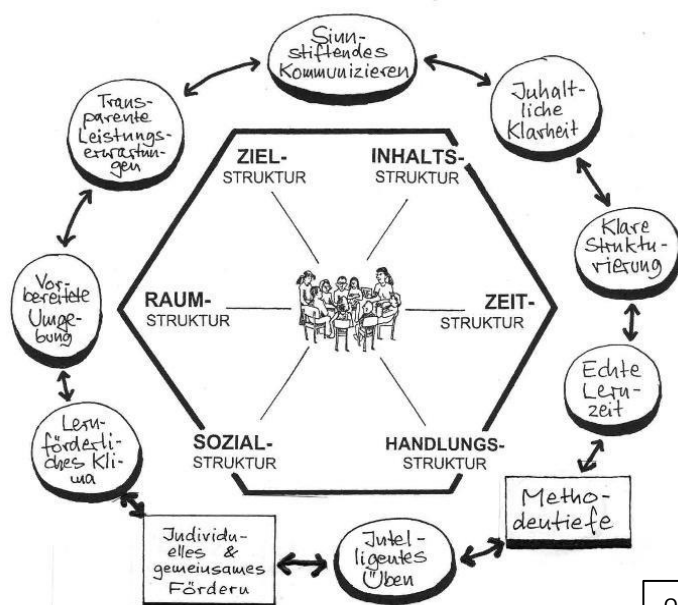 Sinn-
stiftendes
Kommunizieren
Inhalt-
liche
Klarheit
Klare
Struktu-
rierung
Echte
Lern-
zeit
Metho-
dentiefe
Intel-
ligentes
Üben
Individu-
elles &
gemeinsames
Fördern
Lern-
förderli-
ches Kli-
ma
Vor-
bereitete
Umge-
bung
Trans-
parente
Leistungs-
erwartun-
gen
ZIEL-
STRUKTUR
INHALTS-
STRUKTUR
RAUM-
STRUKTUR
ZEIT-
STRUKTUR
SOZIAL-
STRUKTUR
HANDLUNGS-
STRUKTUR